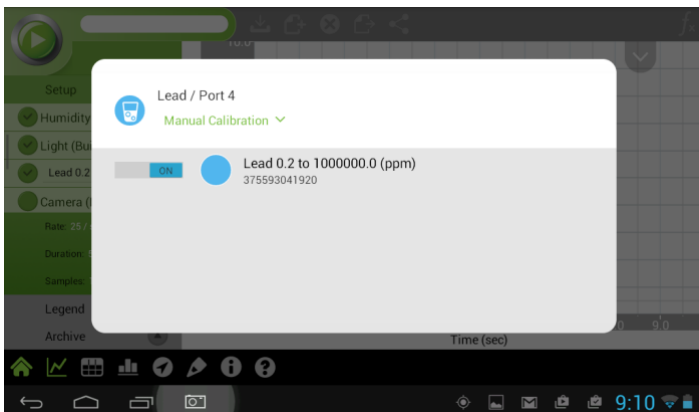 10.0
Setup
Lead / Port 4
Manual Calibration
Humidity
Light (Bui
Lead 0.2
Camera (
ON
Lead 0.2 to 1000000.0 (ppm)
375593041920
Rate: 25 /
Duration:
Samples:
Legend
Archive
9.0
Time (sec)
9:10